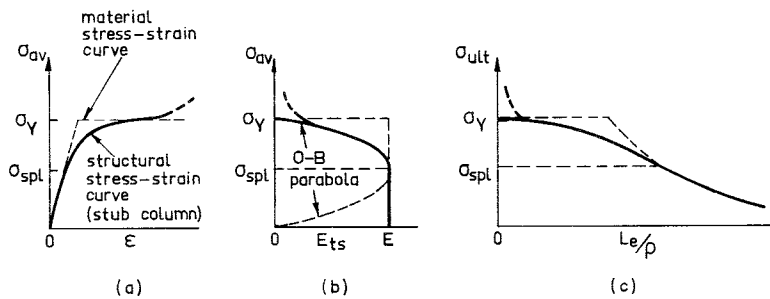 material
stress-strain
curve
σav
σY
σspl
structural
stress-strain
curve
(stub column)
0
ε
(a)
σav
σY
O-B
σspl
parabola
0
Ets
E
(b)
σult
σY
σspl
0
Le/ρ
(c)